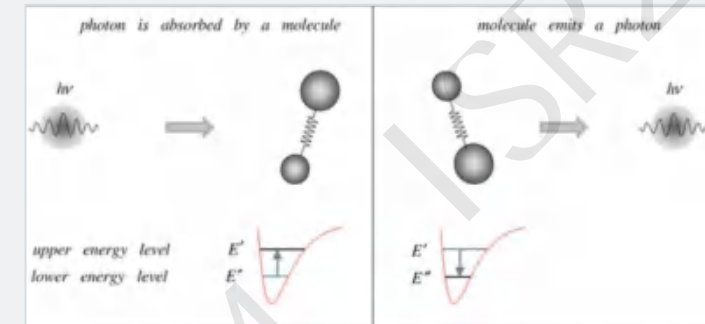 photon is absorbed by a molecule
hν
upper energy level E'
lower energy level E"
molecule emits a photon
hν
E'
E"